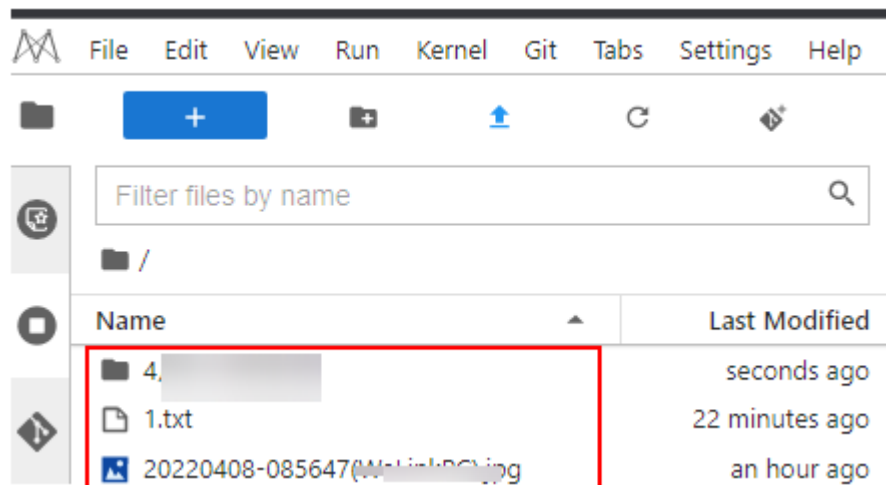 File Edit View Run Kernel Git Tabs Settings Help
+
Filter files by name
/
Name Last Modified
4, seconds ago
1.txt 22 minutes ago
20220408-085647( .jpg an hour ago